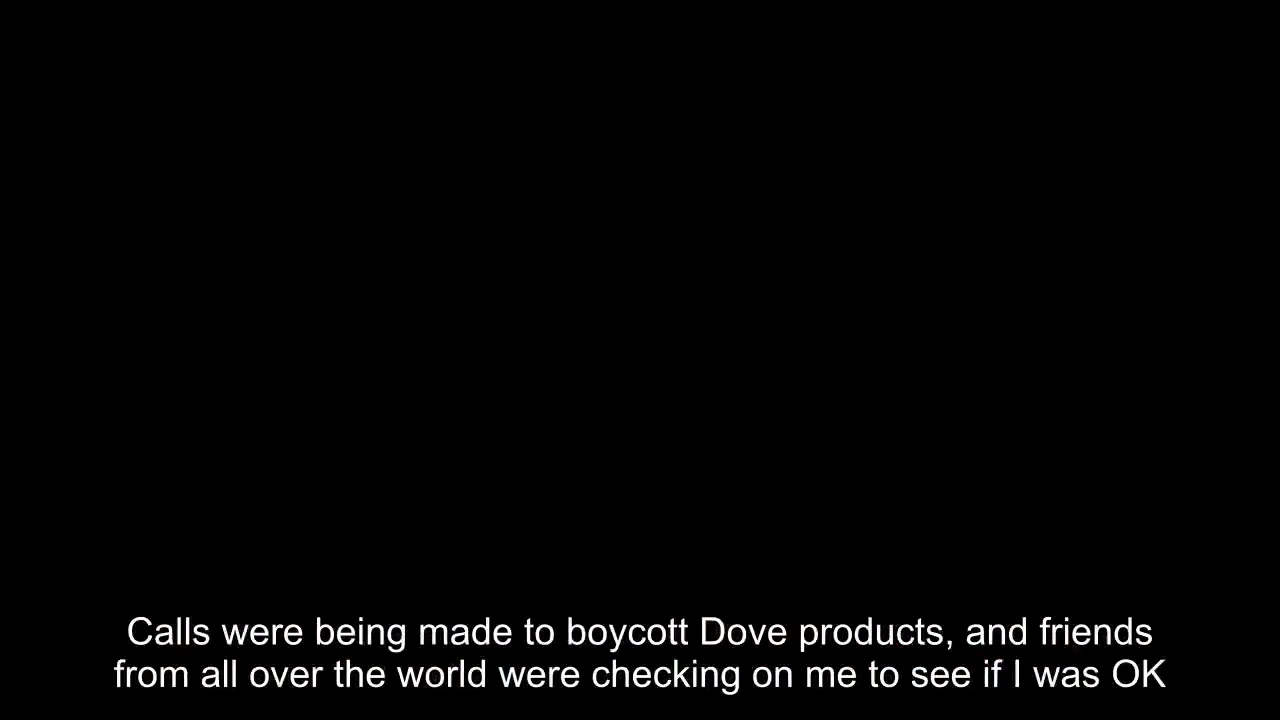 Calls were being made to boycott Dove products, and friends
from all over the world were checking on me to see if I was OK